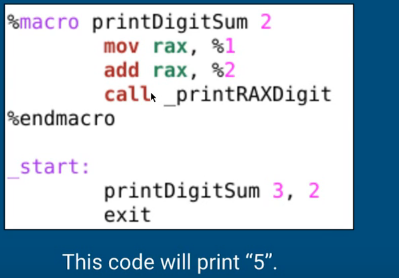 %macro printDigitSum 2
        mov rax, %1
        add rax, %2
        call _printRAXDigit
%endmacro

_start:
        printDigitSum 3, 2
        exit
This code will print “5”.